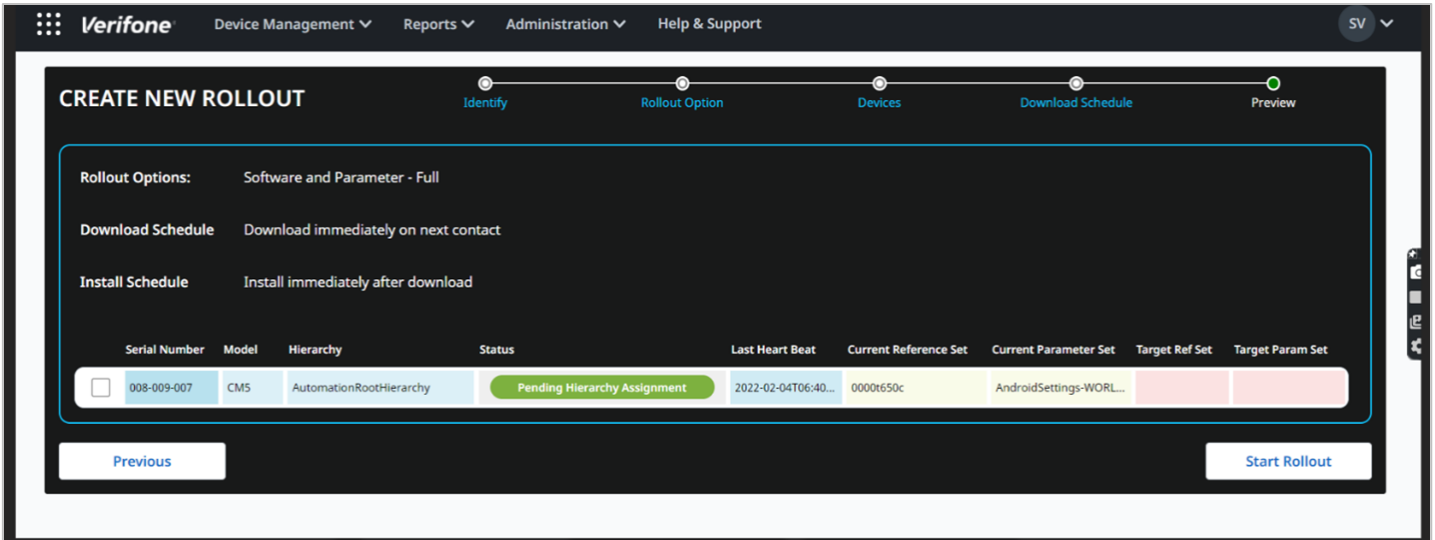 Verifone Device Management Reports Administration Help & Support SV
CREATE NEW ROLLOUT
Identify Rollout Option Devices Download Schedule Preview
Rollout Options: Software and Parameter - Full
Download Schedule Download immediately on next contact
Install Schedule Install immediately after download
Serial Number Model Hierarchy Status Last Heart Beat Current Reference Set Current Parameter Set Target Ref Set Target Param Set
008-009-007 CM5 AutomationRootHierarchy Pending Hierarchy Assignment 2022-02-04T06:40... 0000t650c AndroidSettings-WORL...
Previous Start Rollout